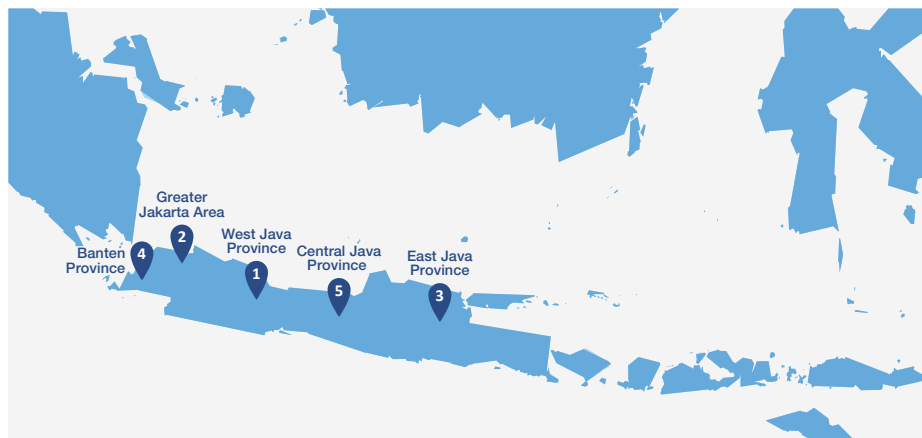 Greater
Jakarta Area
2
West Java
Province
1
Banten
Province
4
Central Java
Province
5
East Java
Province
3